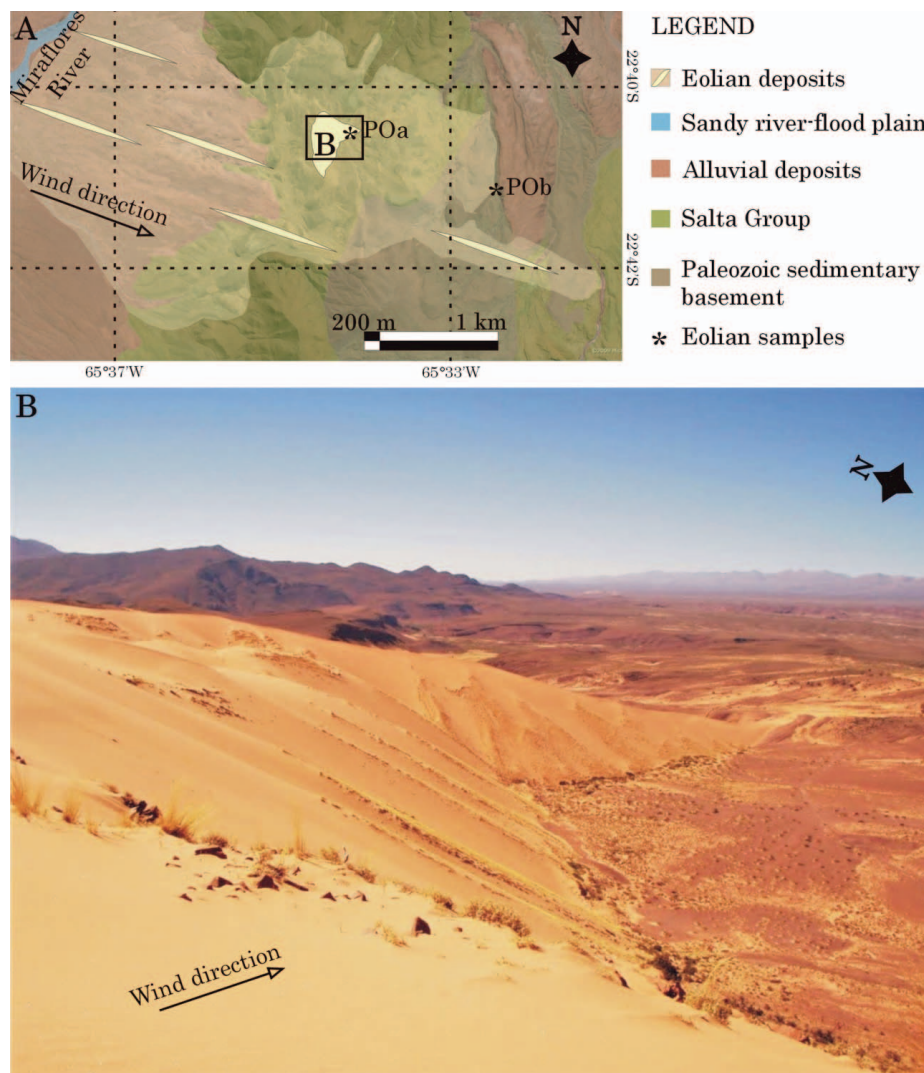 A
Miraflores
River
N
B
POa
POb
Wind direction
200 m
1 km
22°40'S
22°42'S
65°37'W
65°33'W
LEGEND
Eolian deposits
Sandy river-flood plain
Alluvial deposits
Salta Group
Paleozoic sedimentary
basement
* Eolian samples
B
N
Wind direction